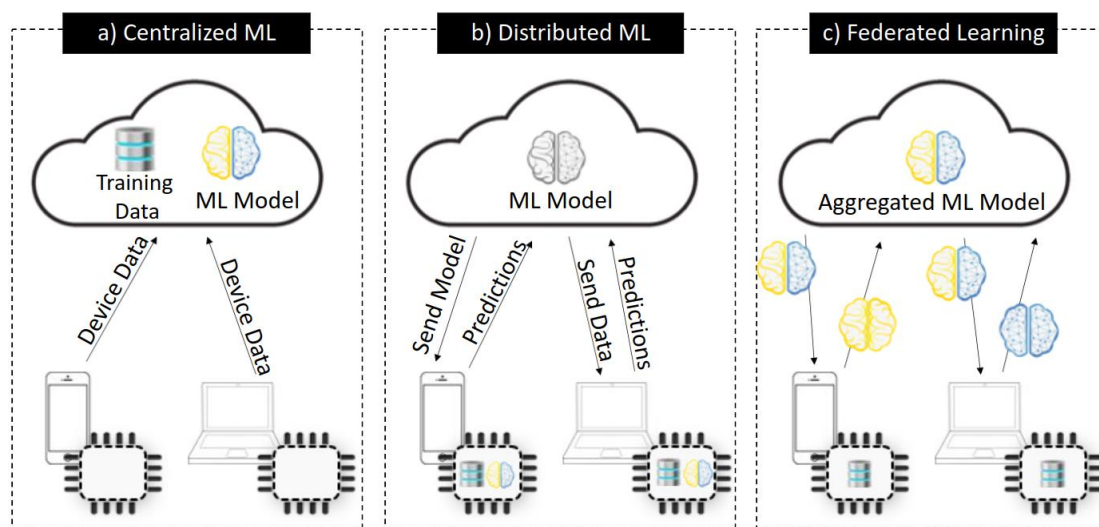 a) Centralized ML
Training
Data
ML Model
Device Data
Device Data
b) Distributed ML
ML Model
Send Model
Predictions
Send Data
Predictions
c) Federated Learning
Aggregated ML Model